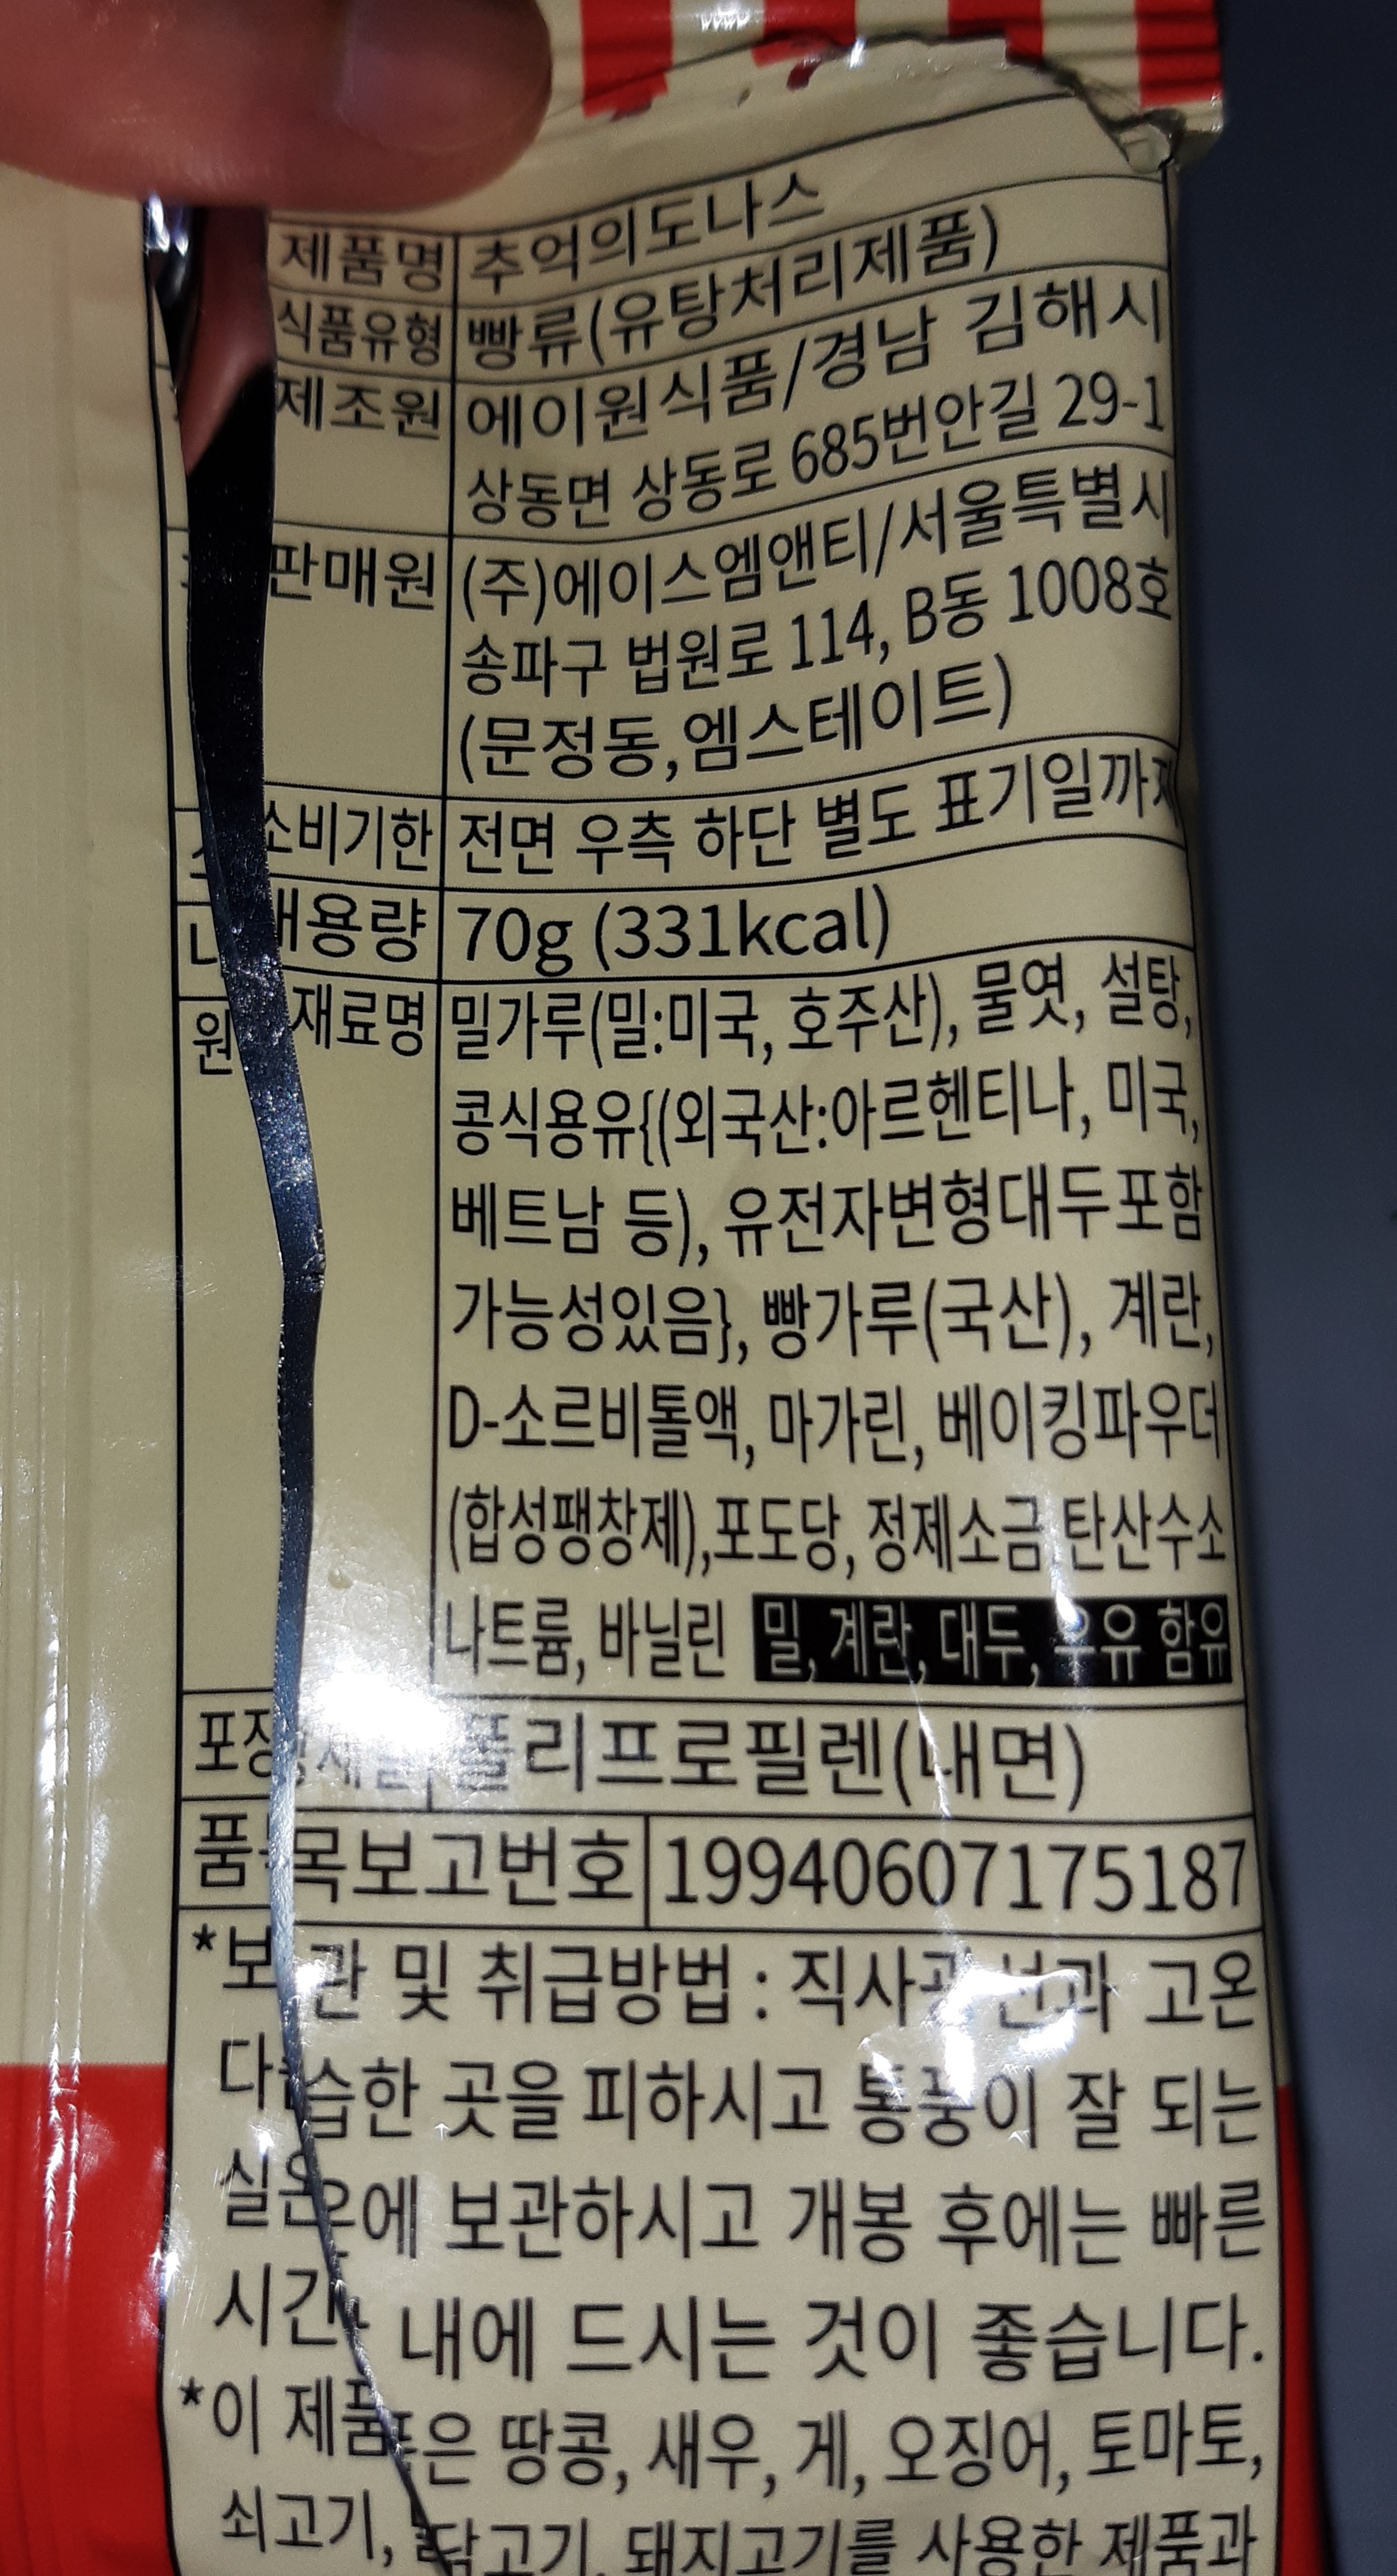 제품명 추억의도나스
식품유형 빵류(유탕처리제품)
제조원 에이원식품/경남 김해시
상동면 상동로 685번안길 29-1
판매원 (주)에이스엠앤티/서울특별시
송파구 법원로 114, B동 1008호
(문정동,엠스테이트)
소비기한 전면 우측 하단 별도 표기일까지
내용량 70g (331kcal)
원재료명 밀가루(밀:미국, 호주산), 물엿, 설탕,
콩식용유{(외국산:아르헨티나, 미국,
베트남 등), 유전자변형대두포함
가능성있음}, 빵가루(국산), 계란,
D-소르비톨액, 마가린, 베이킹파우더
(합성팽창제),포도당, 정제소금,탄산수소
나트륨, 바닐린 밀, 계란, 대두, 우유 함유
포장재질 폴리프로필렌(내면)
품목보고번호 19940607175187
*보관 및 취급방법 : 직사광선과 고온
다습한 곳을 피하시고 통풍이 잘 되는
실온에 보관하시고 개봉 후에는 빠른
시간 내에 드시는 것이 좋습니다.
*이 제품은 땅콩, 새우, 게, 오징어, 토마토,
쇠고기, 닭고기, 돼지고기를 사용한 제품과